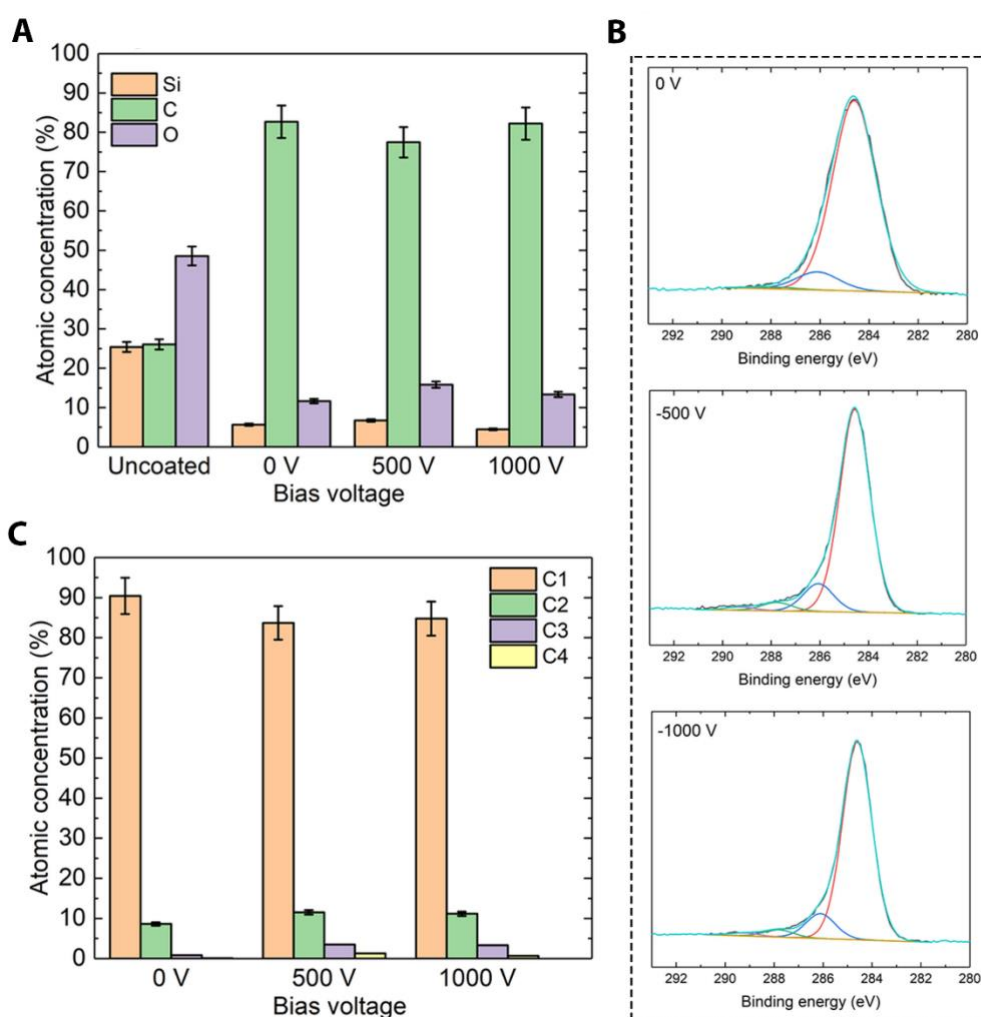 A
Atomic concentration (%)
100
90
80
70
60
50
40
30
20
10
0
Si
C
O
Uncoated 0 V 500 V 1000 V
Bias voltage
B
0 V
292 290 288 286 284 282 280
Binding energy (eV)
-500 V
292 290 288 286 284 282 280
Binding energy (eV)
-1000 V
292 290 288 286 284 282 280
Binding energy (eV)
C
Atomic concentration (%)
100
90
80
70
60
50
40
30
20
10
0
C1
C2
C3
C4
0 V 500 V 1000 V
Bias voltage